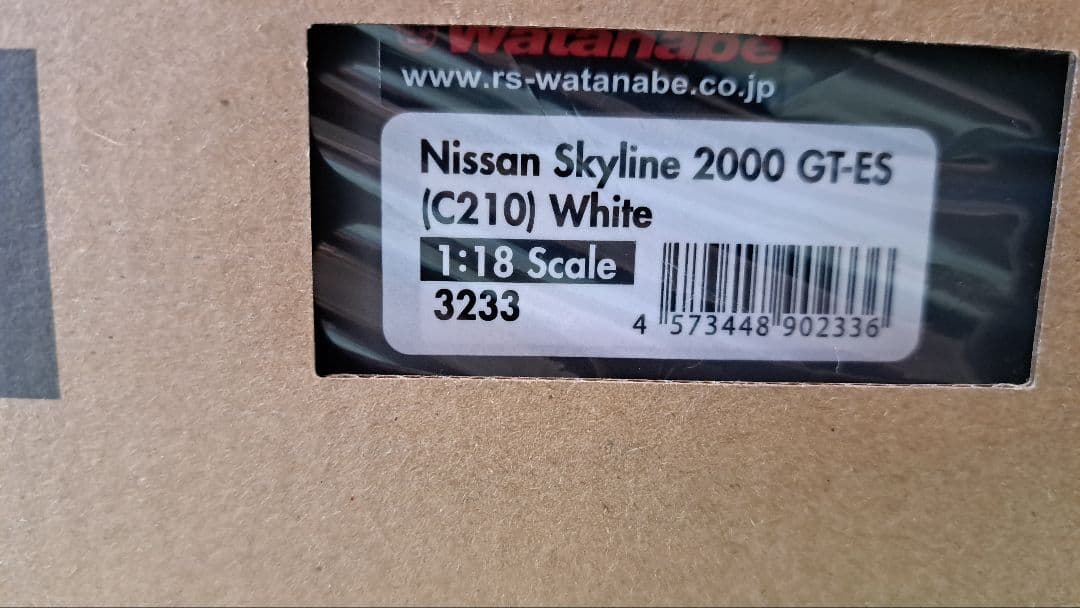 Watanabe
www.rs-watanabe.co.jp
Nissan Skyline 2000 GT-ES
(C210) White
1:18 Scale
3233
4 573448 902336